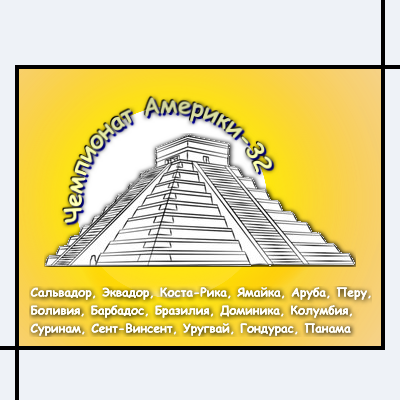 Чемпионат Америки-32
Сальвадор, Эквадор, Коста-Рика, Ямайка, Аруба, Перу,
Боливия, Барбадос, Бразилия, Доминика, Колумбия,
Суринам, Сент-Винсент, Уругвай, Гондурас, Панама